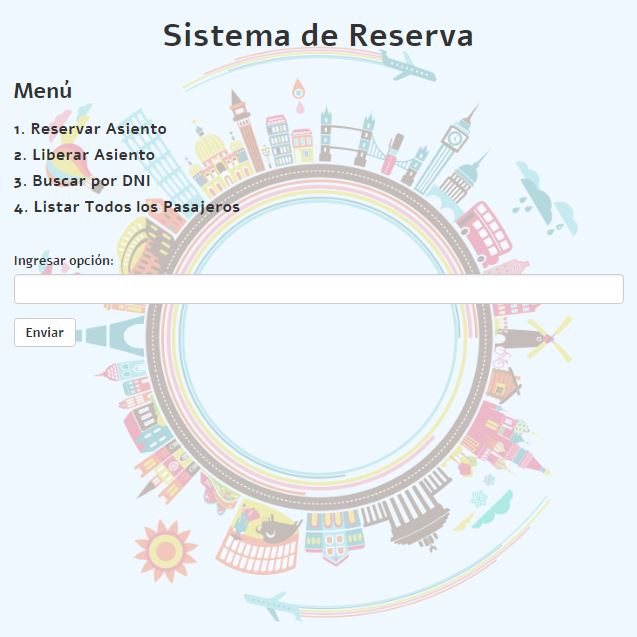 Sistema de Reserva
Menú
1. Reservar Asiento
2. Liberar Asiento
3. Buscar por DNI
4. Listar Todos los Pasajeros
Ingresar opción:
Enviar